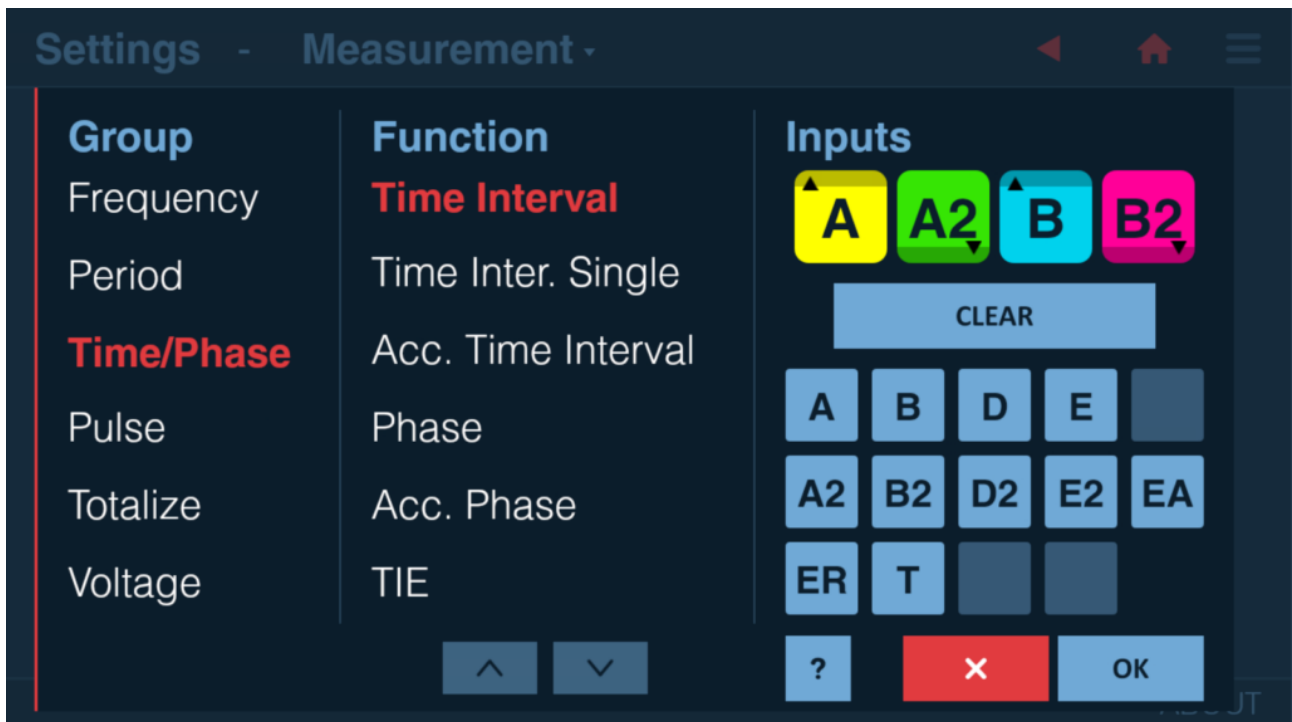 Settings - Measurement
Group
Frequency
Period
Time/Phase
Pulse
Totalize
Voltage
Function
Time Interval
Time Inter. Single
Acc. Time Interval
Phase
Acc. Phase
TIE
Inputs
A A2 B B2
CLEAR
A B D E
A2 B2 D2 E2 EA
ER T
? X OK
ABOUT